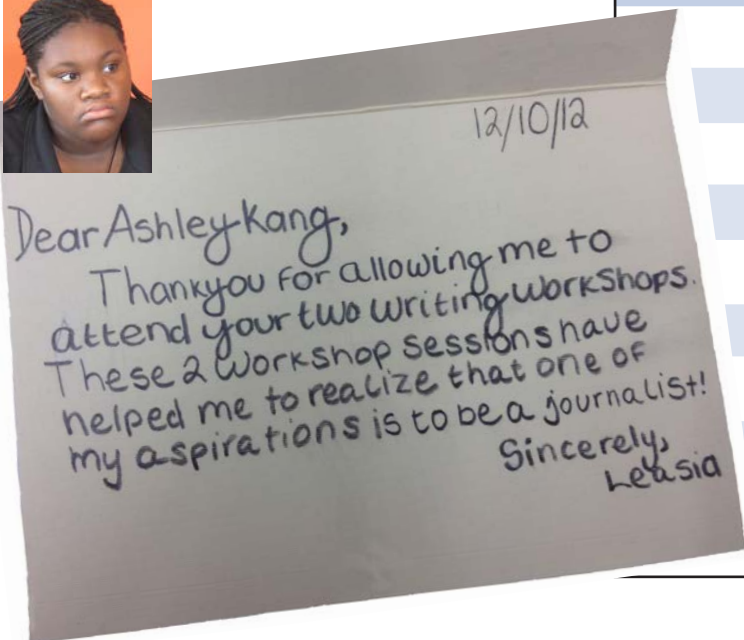 12/10/12
Dear Ashley Kang,
Thankyou for allowing me to
attend your two writing workshops.
These 2 workshop sessions have
helped me to realize that one of
my aspirations is to be a journalist!
Sincerely,
Leasia